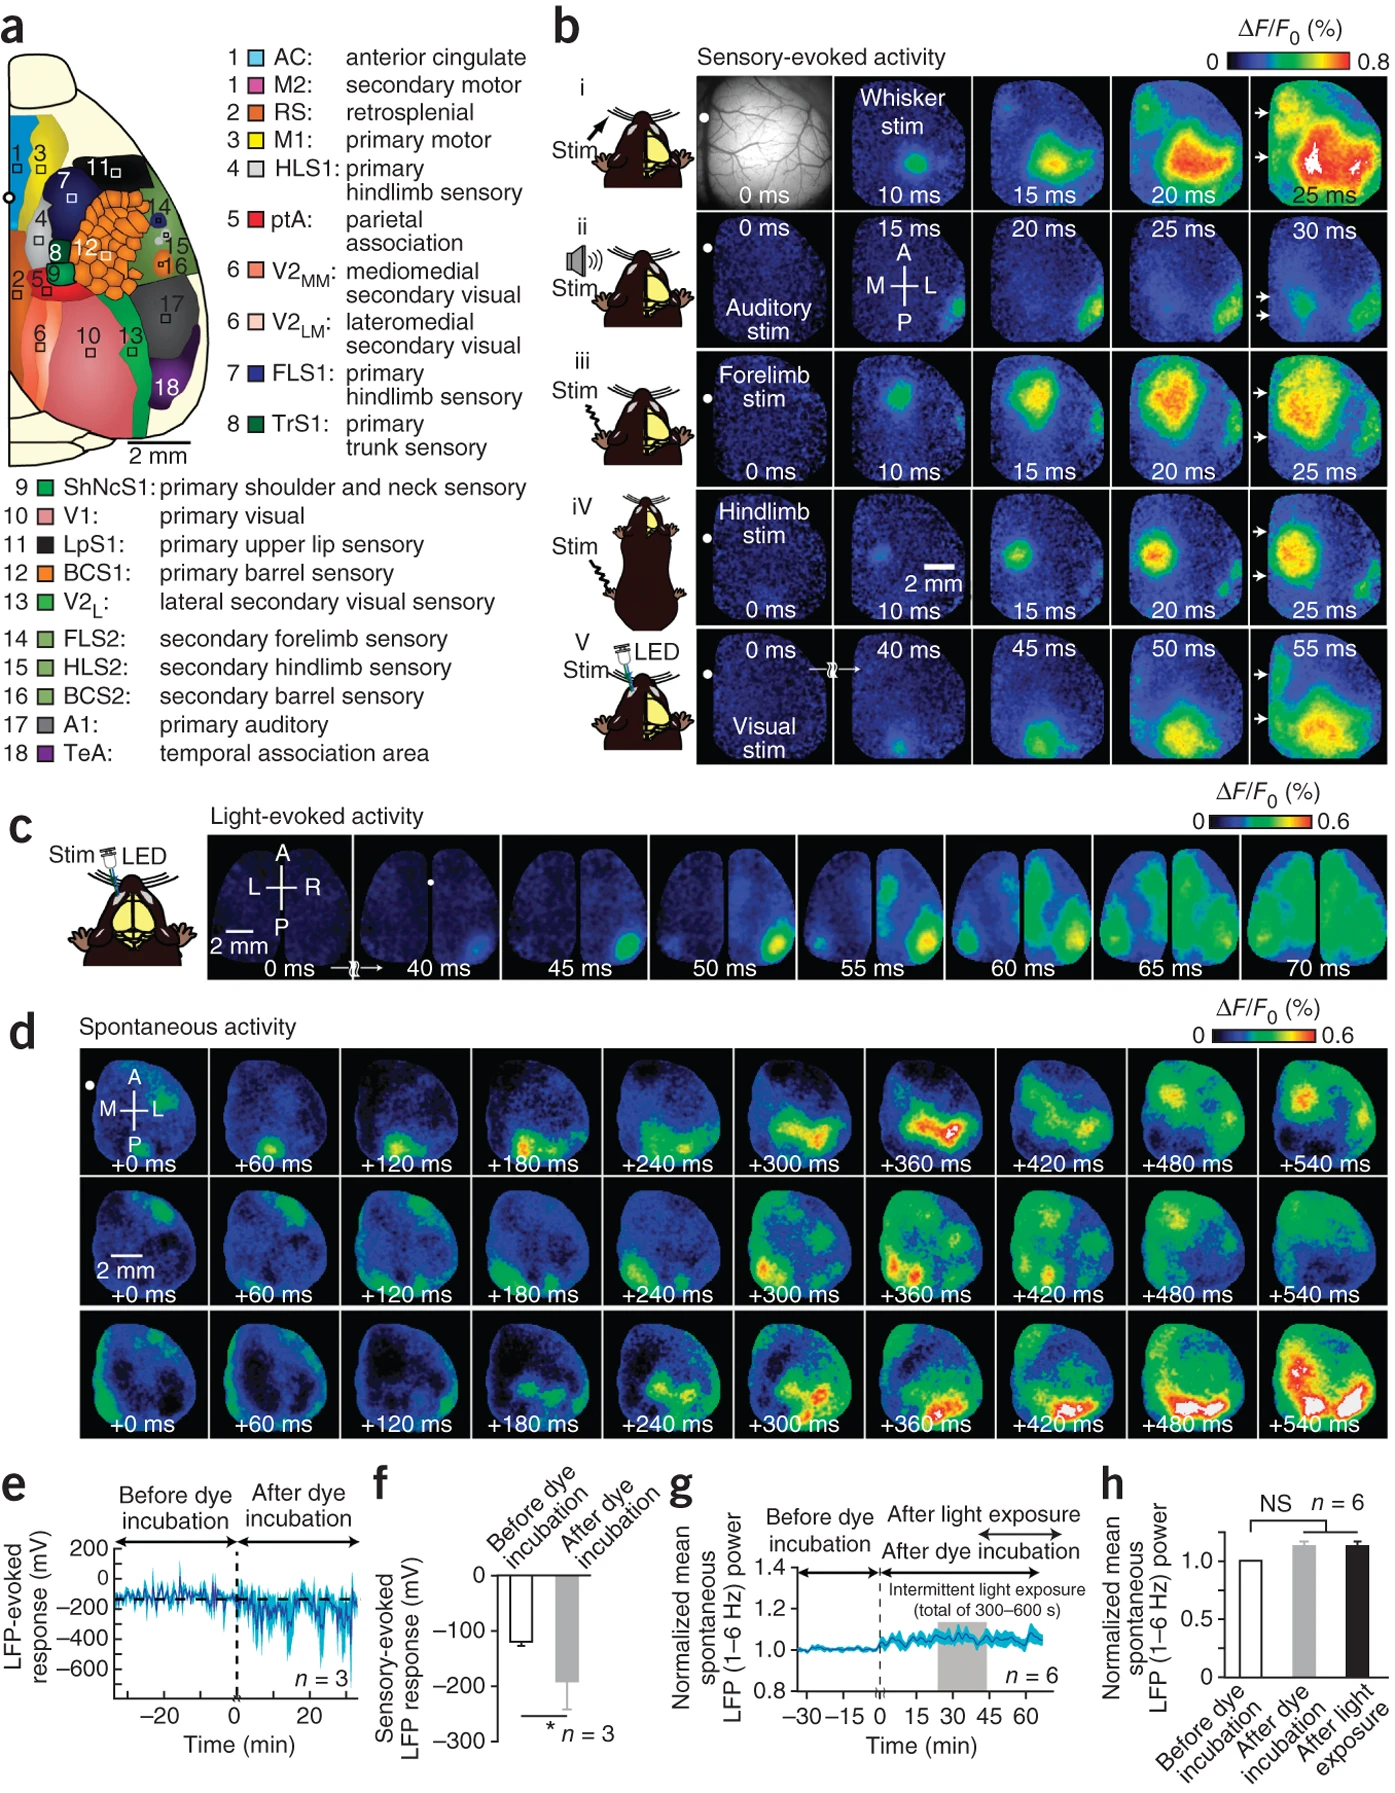 a
1 AC: anterior cingulate
1 M2: secondary motor
2 RS: retrosplenial
3 M1: primary motor
4 HLS1: primary
hindlimb sensory
5 ptA: parietal
association
6 V2MM: mediomedial
secondary visual
6 V2LM: lateromedial
secondary visual
7 FLS1: primary
hindlimb sensory
8 TrS1: primary
trunk sensory
1
3
11
7
4
14
8
12
15
16
5
9
2
17
6
10
13
18
2 mm
9 ShNcS1: primary shoulder and neck sensory
10 V1: primary visual
11 LpS1: primary upper lip sensory
12 BCS1: primary barrel sensory
13 V2L: lateral secondary visual sensory
14 FLS2: secondary forelimb sensory
15 HLS2: secondary hindlimb sensory
16 BCS2: secondary barrel sensory
17 A1: primary auditory
18 TeA: temporal association area
b
Sensory-evoked activity
ΔF/F0 (%)
0 0.8
i
Stim
Whisker
stim
0 ms 10 ms 15 ms 20 ms 25 ms
ii
Stim
0 ms 15 ms 20 ms 25 ms 30 ms
A
M L
P
Auditory
stim
iii
Stim
Forelimb
stim
0 ms 10 ms 15 ms 20 ms 25 ms
iV
Stim
Hindlimb
stim
2 mm
0 ms 10 ms 15 ms 20 ms 25 ms
V
Stim LED
0 ms 40 ms 45 ms 50 ms 55 ms
Visual
stim
c
Light-evoked activity
ΔF/F0 (%)
0 0.6
Stim LED
A
L R
P
2 mm
0 ms 40 ms 45 ms 50 ms 55 ms 60 ms 65 ms 70 ms
d
Spontaneous activity
ΔF/F0 (%)
0 0.6
A
M L
P
+0 ms +60 ms +120 ms +180 ms +240 ms +300 ms +360 ms +420 ms +480 ms +540 ms
2 mm
+0 ms +60 ms +120 ms +180 ms +240 ms +300 ms +360 ms +420 ms +480 ms +540 ms
+0 ms +60 ms +120 ms +180 ms +240 ms +300 ms +360 ms +420 ms +480 ms +540 ms
e
Before dye
incubation
After dye
incubation
LFP-evoked
response (mV)
200
0
−200
−400
−600
n = 3
−20 0 20
Time (min)
f
Before dye
incubation
After dye
incubation
Sensory-evoked
LFP response (mV)
0
−100
−200
−300
* n = 3
g
Before dye
incubation
After light exposure
After dye incubation
Intermittent light exposure
(total of 300–600 s)
Normalized mean
spontaneous
LFP (1–6 Hz) power
1.4
1.2
1.0
0.8
n = 6
−30 −15 0 15 30 45 60
Time (min)
h
NS n = 6
Normalized mean
spontaneous
LFP (1–6 Hz) power
1.0
0.5
0
Before dye
incubation
After dye
incubation
After light
exposure